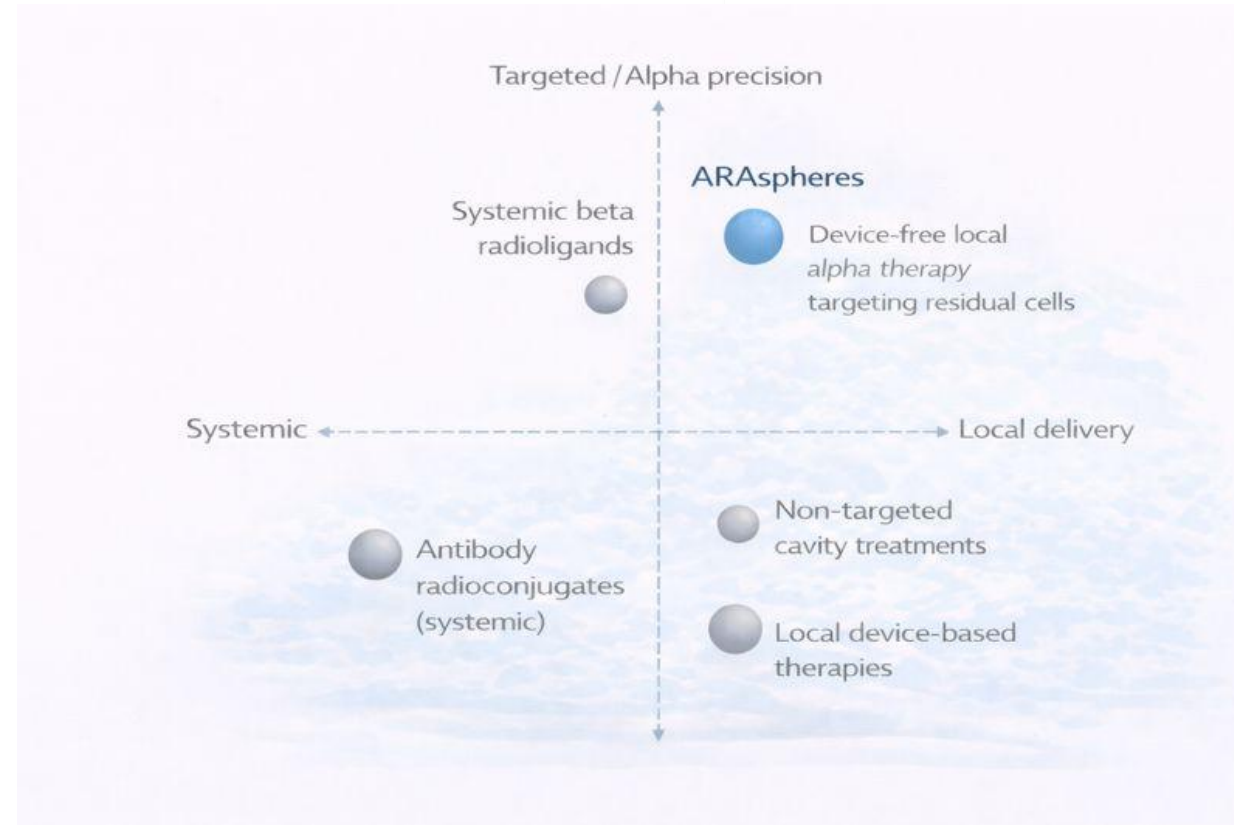 Targeted / Alpha precision
ARAspheres
Systemic beta
radioligands
Device-free local
alpha therapy
targeting residual cells
Systemic
Local delivery
Non-targeted
cavity treatments
Antibody
radioconjugates
(systemic)
Local device-based
therapies